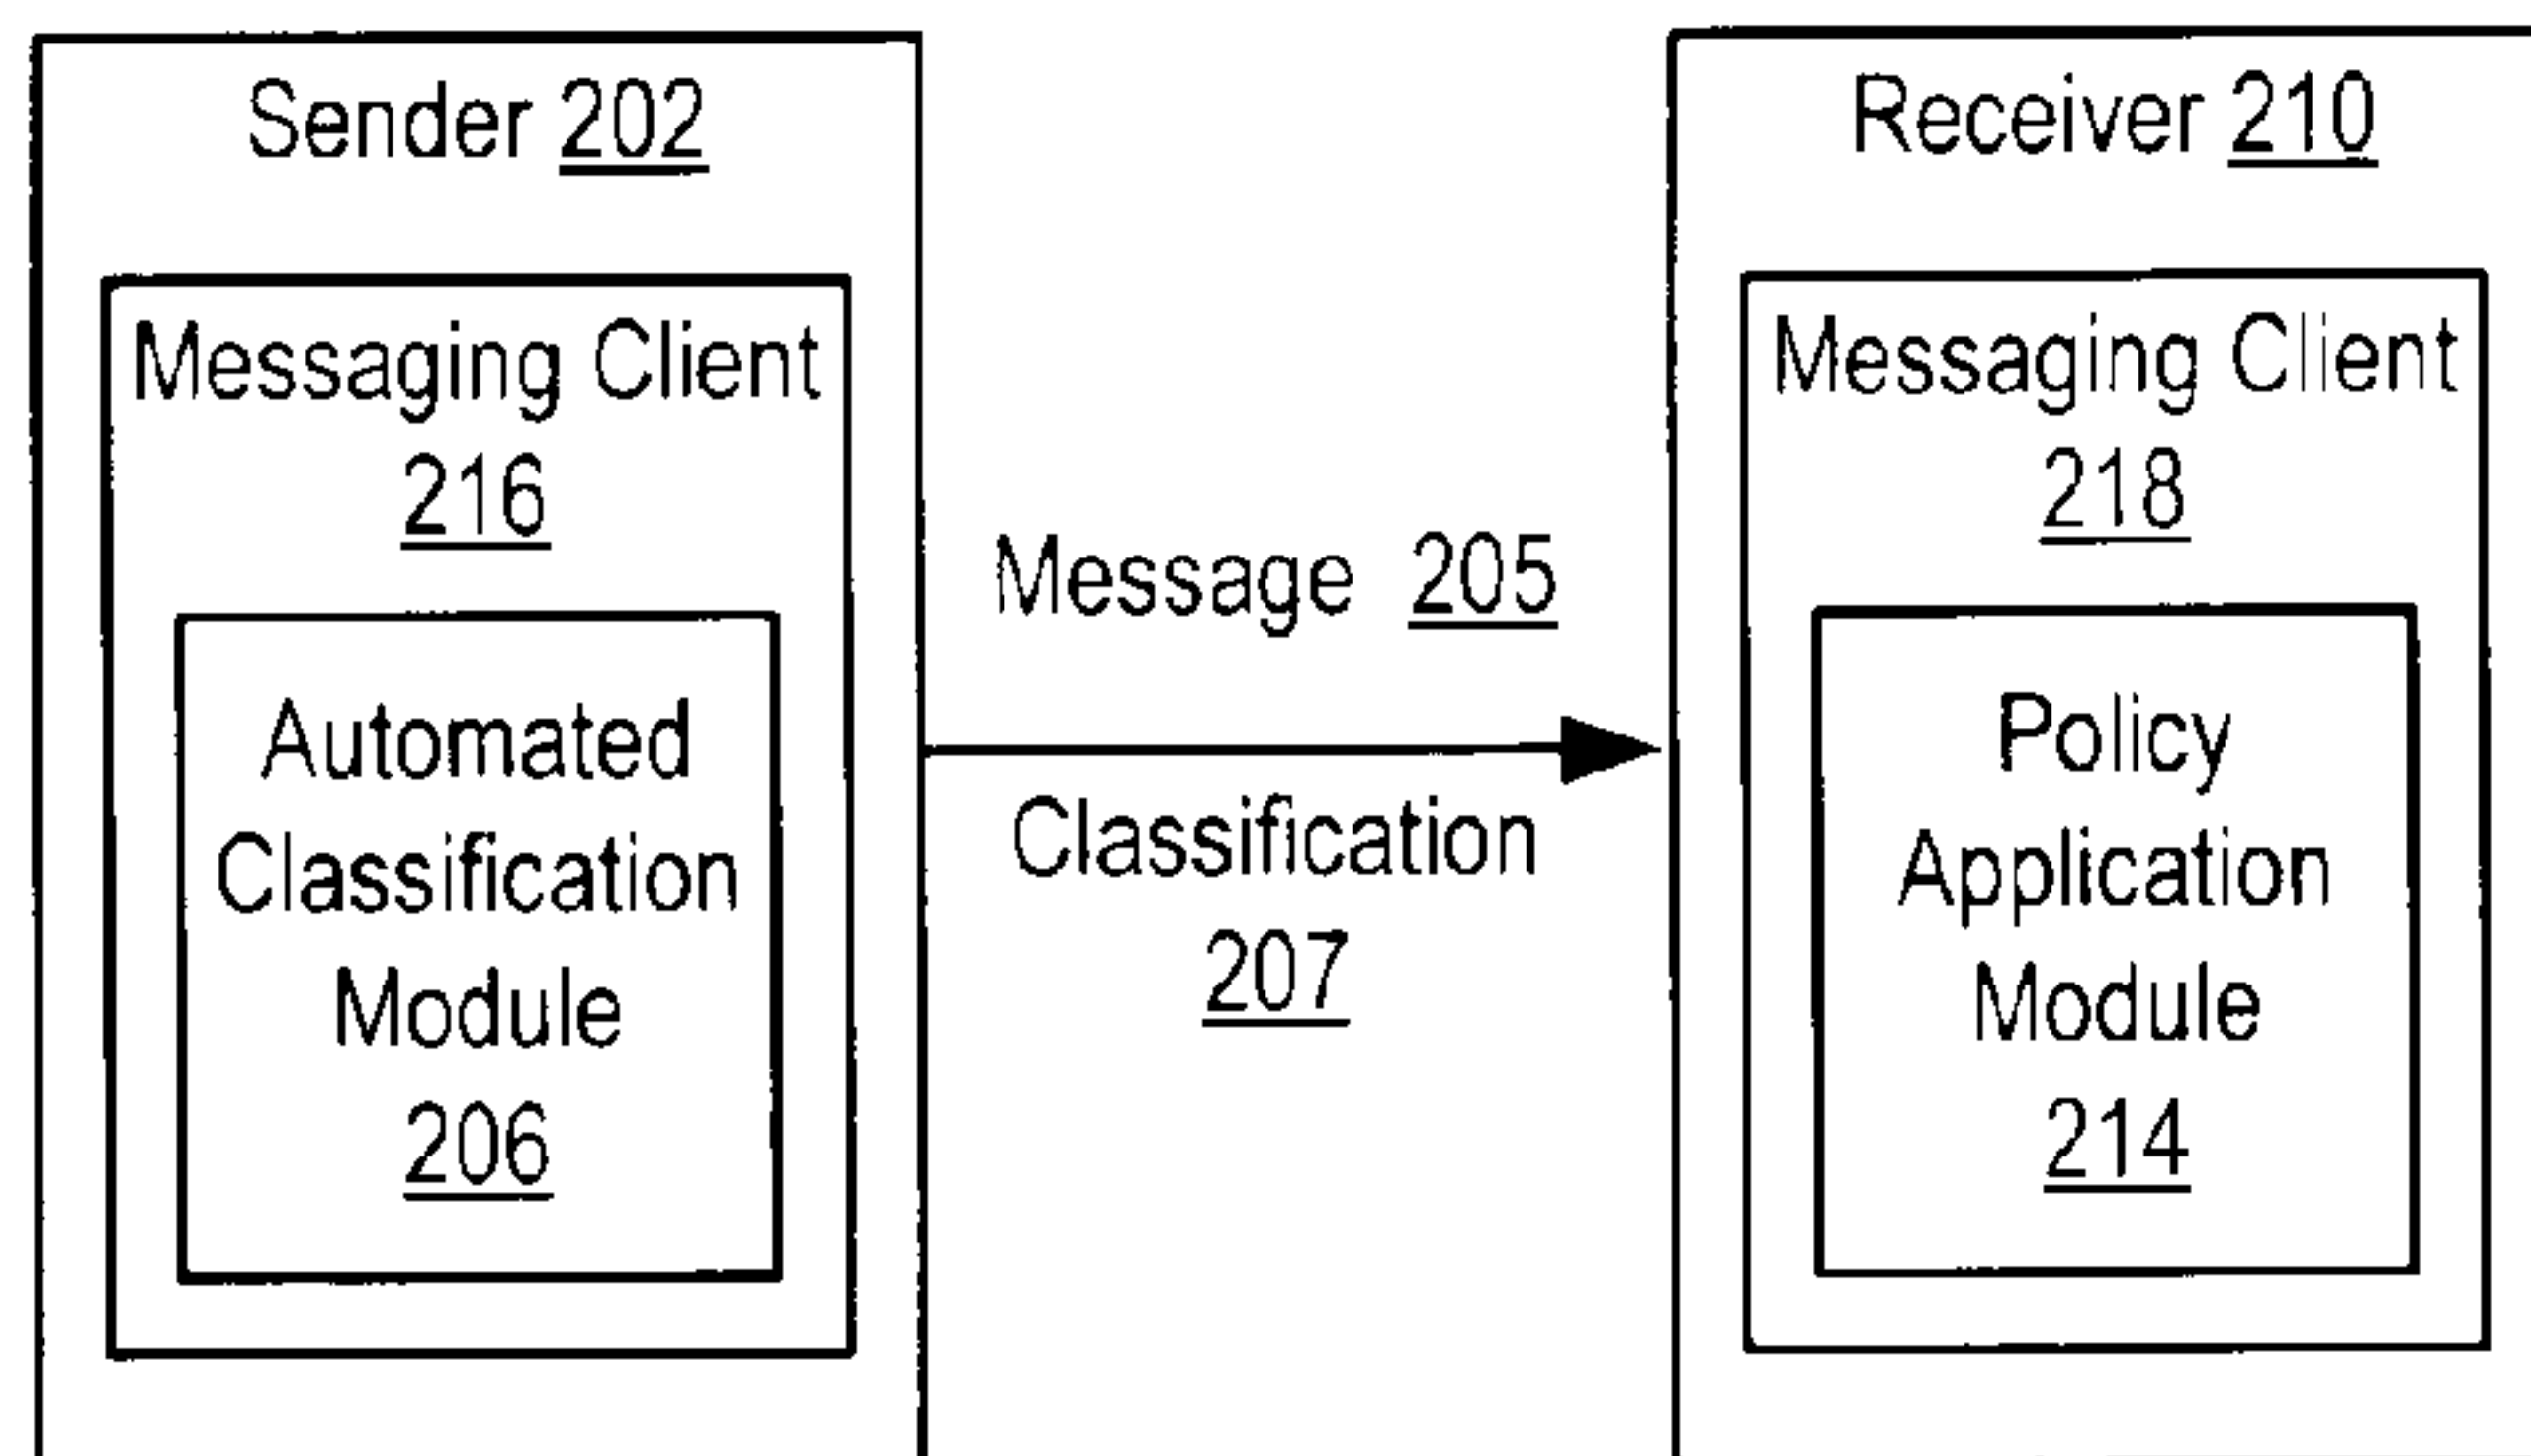 Sender 202
Messaging Client
216
Automated
Classification
Module
206
Message 205
Classification
207
Receiver 210
Messaging Client
218
Policy
Application
Module
214